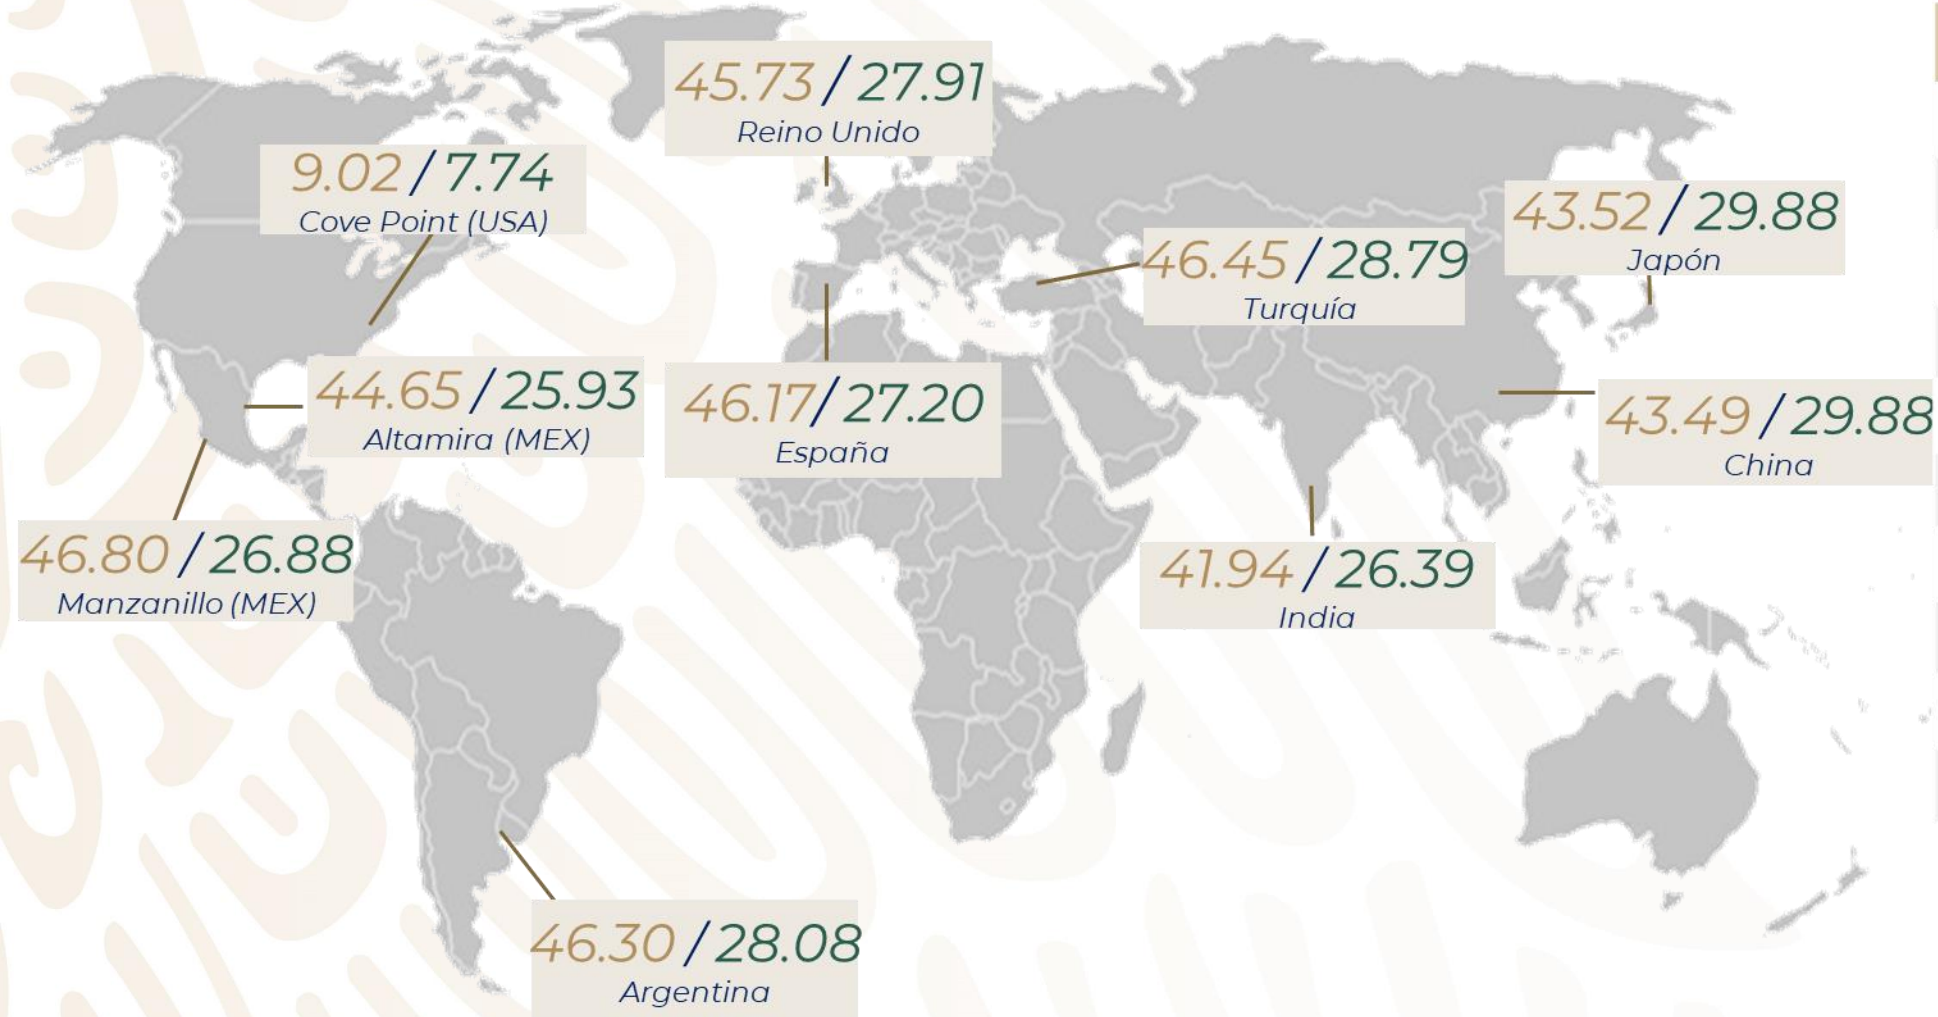 45.73 / 27.91
Reino Unido
9.02 / 7.74
Cove Point (USA)
43.52 / 29.88
Japón
46.45 / 28.79
Turquía
44.65 / 25.93
Altamira (MEX)
46.17 / 27.20
España
43.49 / 29.88
China
46.80 / 26.88
Manzanillo (MEX)
41.94 / 26.39
India
46.30 / 28.08
Argentina